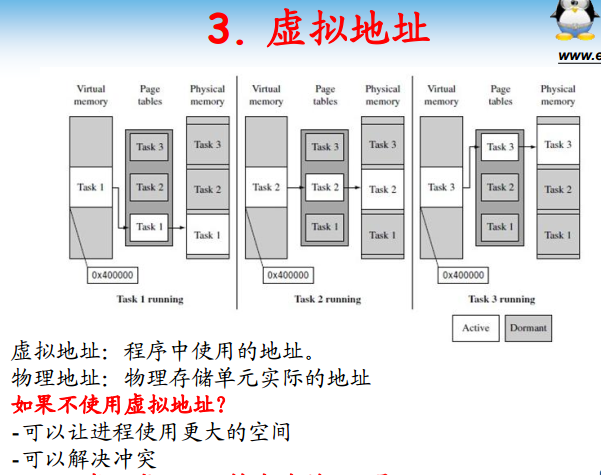 3. 虚拟地址
www.e
Virtual memory
Page tables
Physical memory
Virtual memory
Page tables
Physical memory
Virtual memory
Page tables
Physical memory
Task 3
Task 3
Task 3
Task 3
Task 3
Task 3
Task 1
Task 2
Task 2
Task 2
Task 2
Task 2
Task 3
Task 2
Task 2
Task 1
Task 1
Task 1
Task 1
Task 1
Task 1
0x400000
0x400000
0x400000
Task 1 running
Task 2 running
Task 3 running
Active
Dormant
虚拟地址：程序中使用的地址。
物理地址：物理存储单元实际的地址
如果不使用虚拟地址？
-可以让进程使用更大的空间
-可以解决冲突